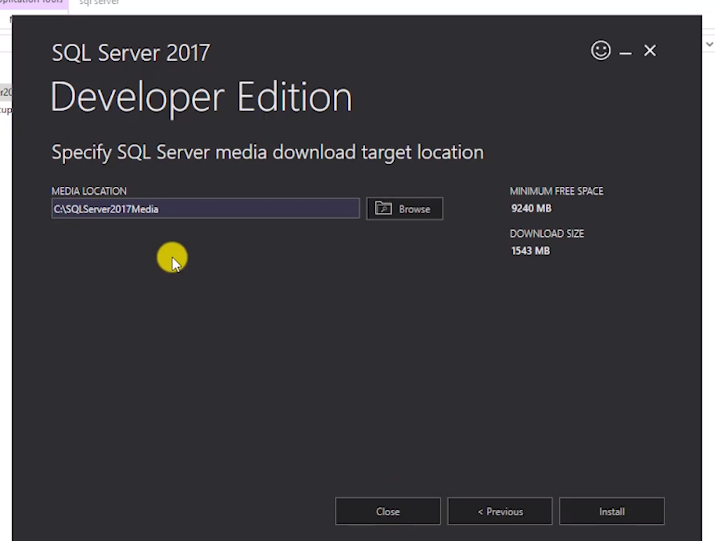 sql server
SQL Server 2017
Developer Edition
Specify SQL Server media download target location
MEDIA LOCATION
C:\SQLServer2017Media
Browse
MINIMUM FREE SPACE
9240 MB
DOWNLOAD SIZE
1543 MB
Close
< Previous
Install